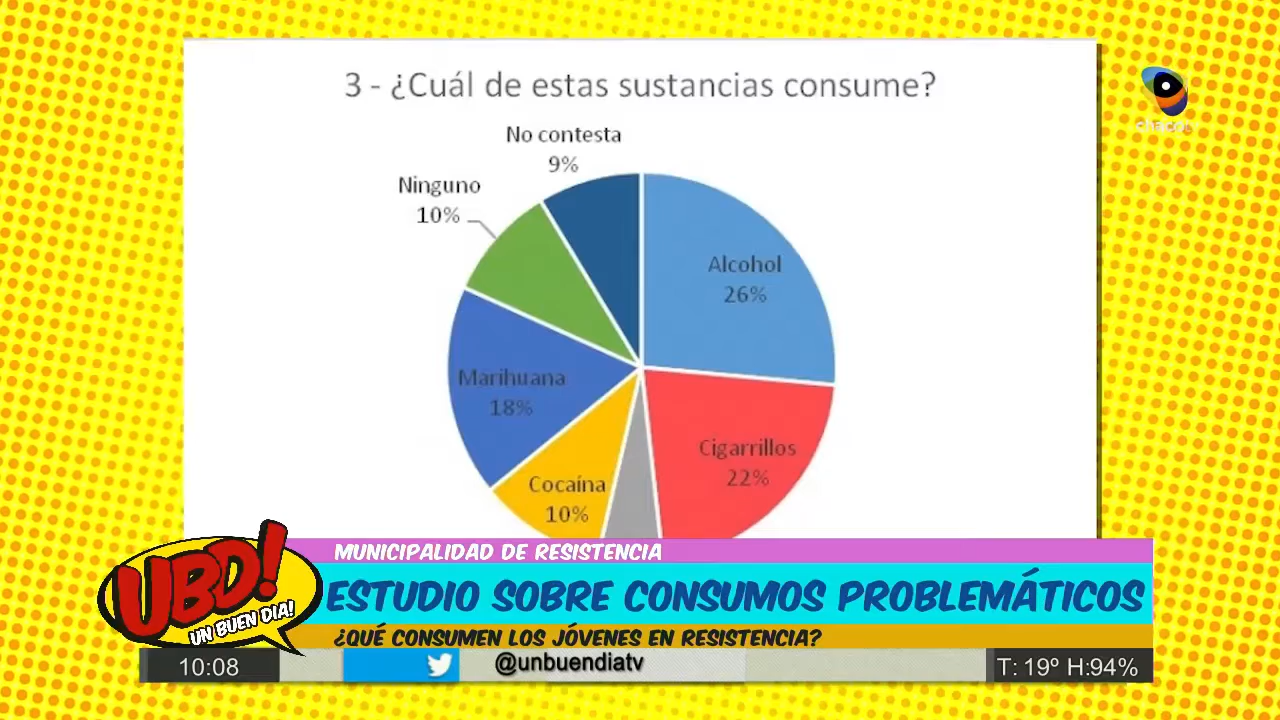 3 - ¿Cuál de estas sustancias consume?
chacotv
No contesta
9%
Ninguno
10%
Alcohol
26%
Marihuana
18%
Cigarrillos
22%
Cocaína
10%
MUNICIPALIDAD DE RESISTENCIA
UBD!
UN BUEN DIA!
ESTUDIO SOBRE CONSUMOS PROBLEMÁTICOS
¿QUÉ CONSUMEN LOS JÓVENES EN RESISTENCIA?
10:08
@unbuendiatv
T: 19º H:94%